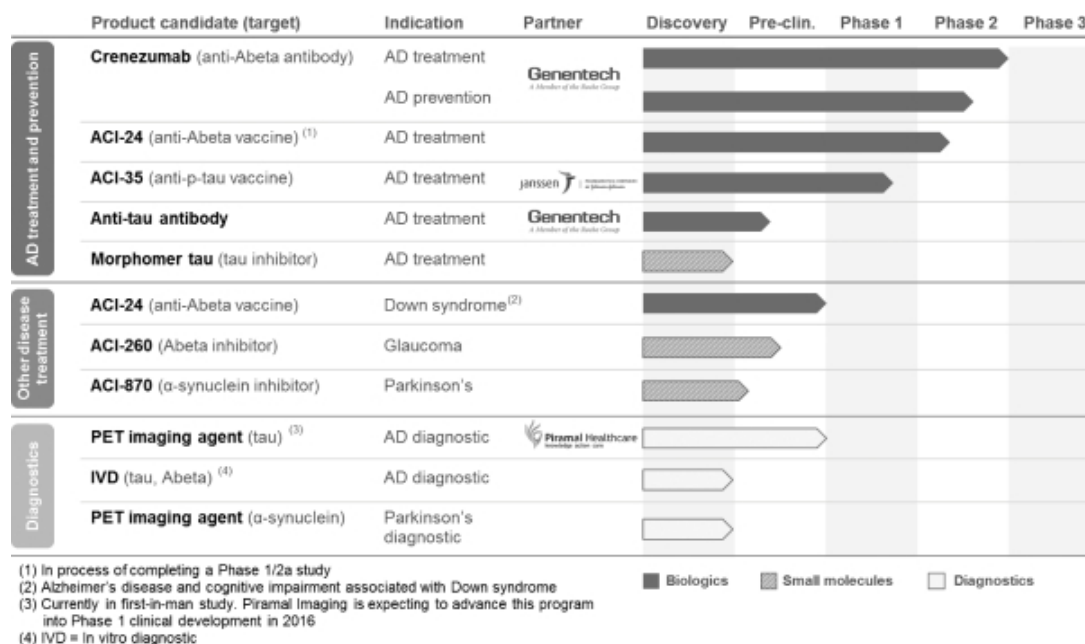 Product candidate (target) Indication Partner Discovery Pre-clin. Phase 1 Phase 2 Phase 3
AD treatment and prevention
Crenezumab (anti-Abeta antibody) AD treatment
Genentech
A Member of the Roche Group
AD prevention
ACI-24 (anti-Abeta vaccine) (1) AD treatment
ACI-35 (anti-p-tau vaccine) AD treatment janssen
Anti-tau antibody AD treatment Genentech
A Member of the Roche Group
Morphomer tau (tau inhibitor) AD treatment
Other disease treatment
ACI-24 (anti-Abeta vaccine) Down syndrome(2)
ACI-260 (Abeta inhibitor) Glaucoma
ACI-870 (α-synuclein inhibitor) Parkinson's
Diagnostics
PET imaging agent (tau) (3) AD diagnostic Piramal Healthcare
knowledge action care
IVD (tau, Abeta) (4) AD diagnostic
PET imaging agent (α-synuclein) Parkinson's
diagnostic
(1) In process of completing a Phase 1/2a study
(2) Alzheimer's disease and cognitive impairment associated with Down syndrome
(3) Currently in first-in-man study. Piramal Imaging is expecting to advance this program
into Phase 1 clinical development in 2016
(4) IVD = In vitro diagnostic
Biologics Small molecules Diagnostics